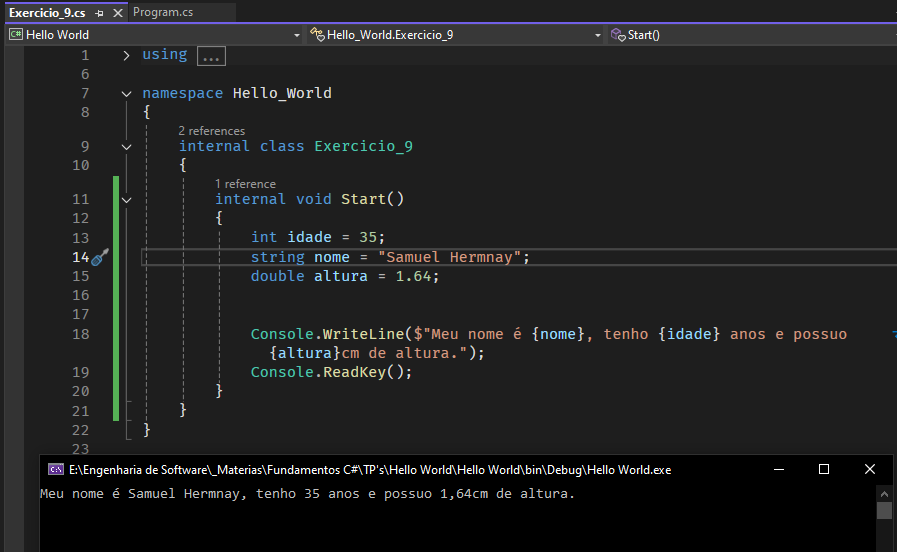 Exercicio_9.cs Program.cs
C# Hello World Hello_World.Exercicio_9 Start()
1 using ...
6
7 namespace Hello_World
8 {
2 references
9 internal class Exercicio_9
10 {
1 reference
11 internal void Start()
12 {
13 int idade = 35;
14 string nome = "Samuel Hermnay";
15 double altura = 1.64;
16
17
18 Console.WriteLine($"Meu nome é {nome}, tenho {idade} anos e possuo
{altura}cm de altura.");
19 Console.ReadKey();
20 }
21 }
22 }
23
E:\Engenharia de Software\_Materias\Fundamentos C#\TP's\Hello World\Hello World\bin\Debug\Hello World.exe
Meu nome é Samuel Hermnay, tenho 35 anos e possuo 1,64cm de altura.